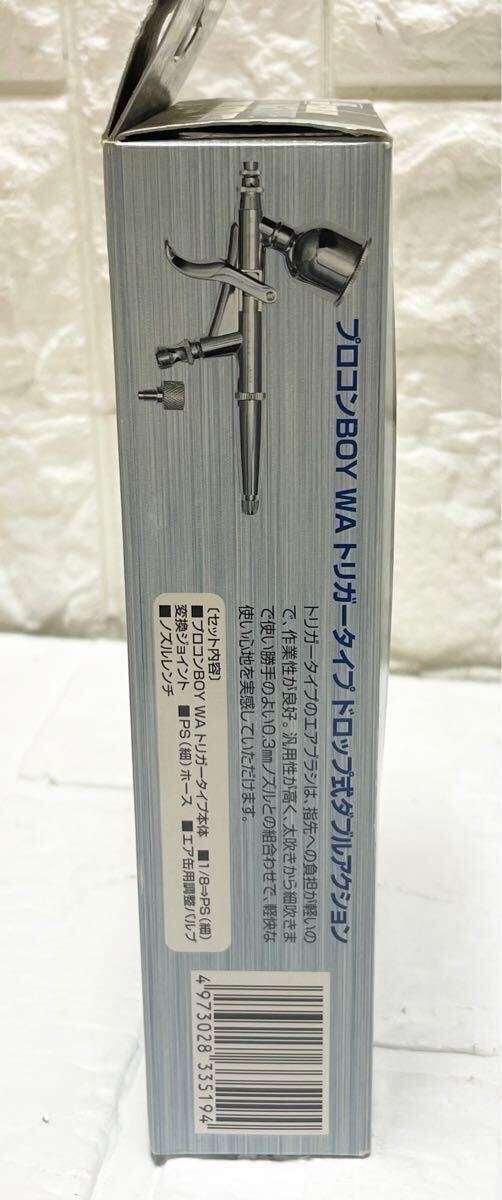 プロコンBOY WA トリガータイプ ドロップ式ダブルアクション
トリガータイプのエアブラシは、指先への負担が軽いの
で、作業性が良好。汎用性が高く、太吹きから細吹きま
で使い勝手のよい0.3㎜ノズルとの組合わせで、軽快な
使い心地を実感していただけます。
〔セット内容〕
■プロコンBOY WA トリガータイプ本体 ■1/8⇨PS(細)
変換ジョイント ■PS(細)ホース ■エア缶用調整バルブ
■ノズルレンチ
4 973028 335194